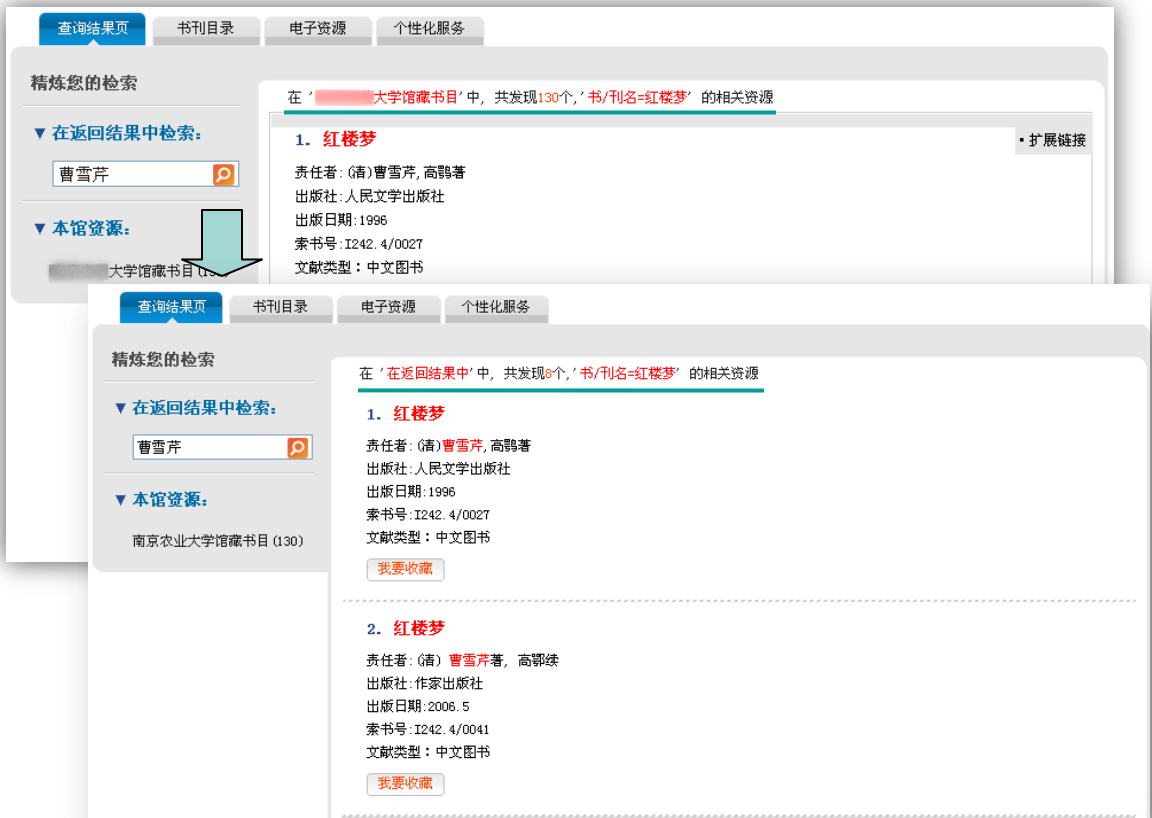 查询结果页 书刊目录 电子资源 个性化服务
精炼您的检索
在 '大学馆藏书目'中, 共发现130个,'书/刊名=红楼梦' 的相关资源
▼ 在返回结果中检索:
曹雪芹
▼ 本馆资源:
大学馆藏书目
1. 红楼梦
·扩展链接
责任者:(清)曹雪芹,高鹗著
出版社:人民文学出版社
出版日期:1996
索书号:I242.4/0027
文献类型:中文图书
查询结果页 书刊目录 电子资源 个性化服务
精炼您的检索
在 '在返回结果中'中, 共发现8个,'书/刊名=红楼梦' 的相关资源
▼ 在返回结果中检索:
曹雪芹
▼ 本馆资源:
南京农业大学馆藏书目(130)
1. 红楼梦
责任者:(清)曹雪芹,高鹗著
出版社:人民文学出版社
出版日期:1996
索书号:I242.4/0027
文献类型:中文图书
我要收藏
2. 红楼梦
责任者:(清) 曹雪芹著, 高鄂续
出版社:作家出版社
出版日期:2006.5
索书号:I242.4/0041
文献类型:中文图书
我要收藏